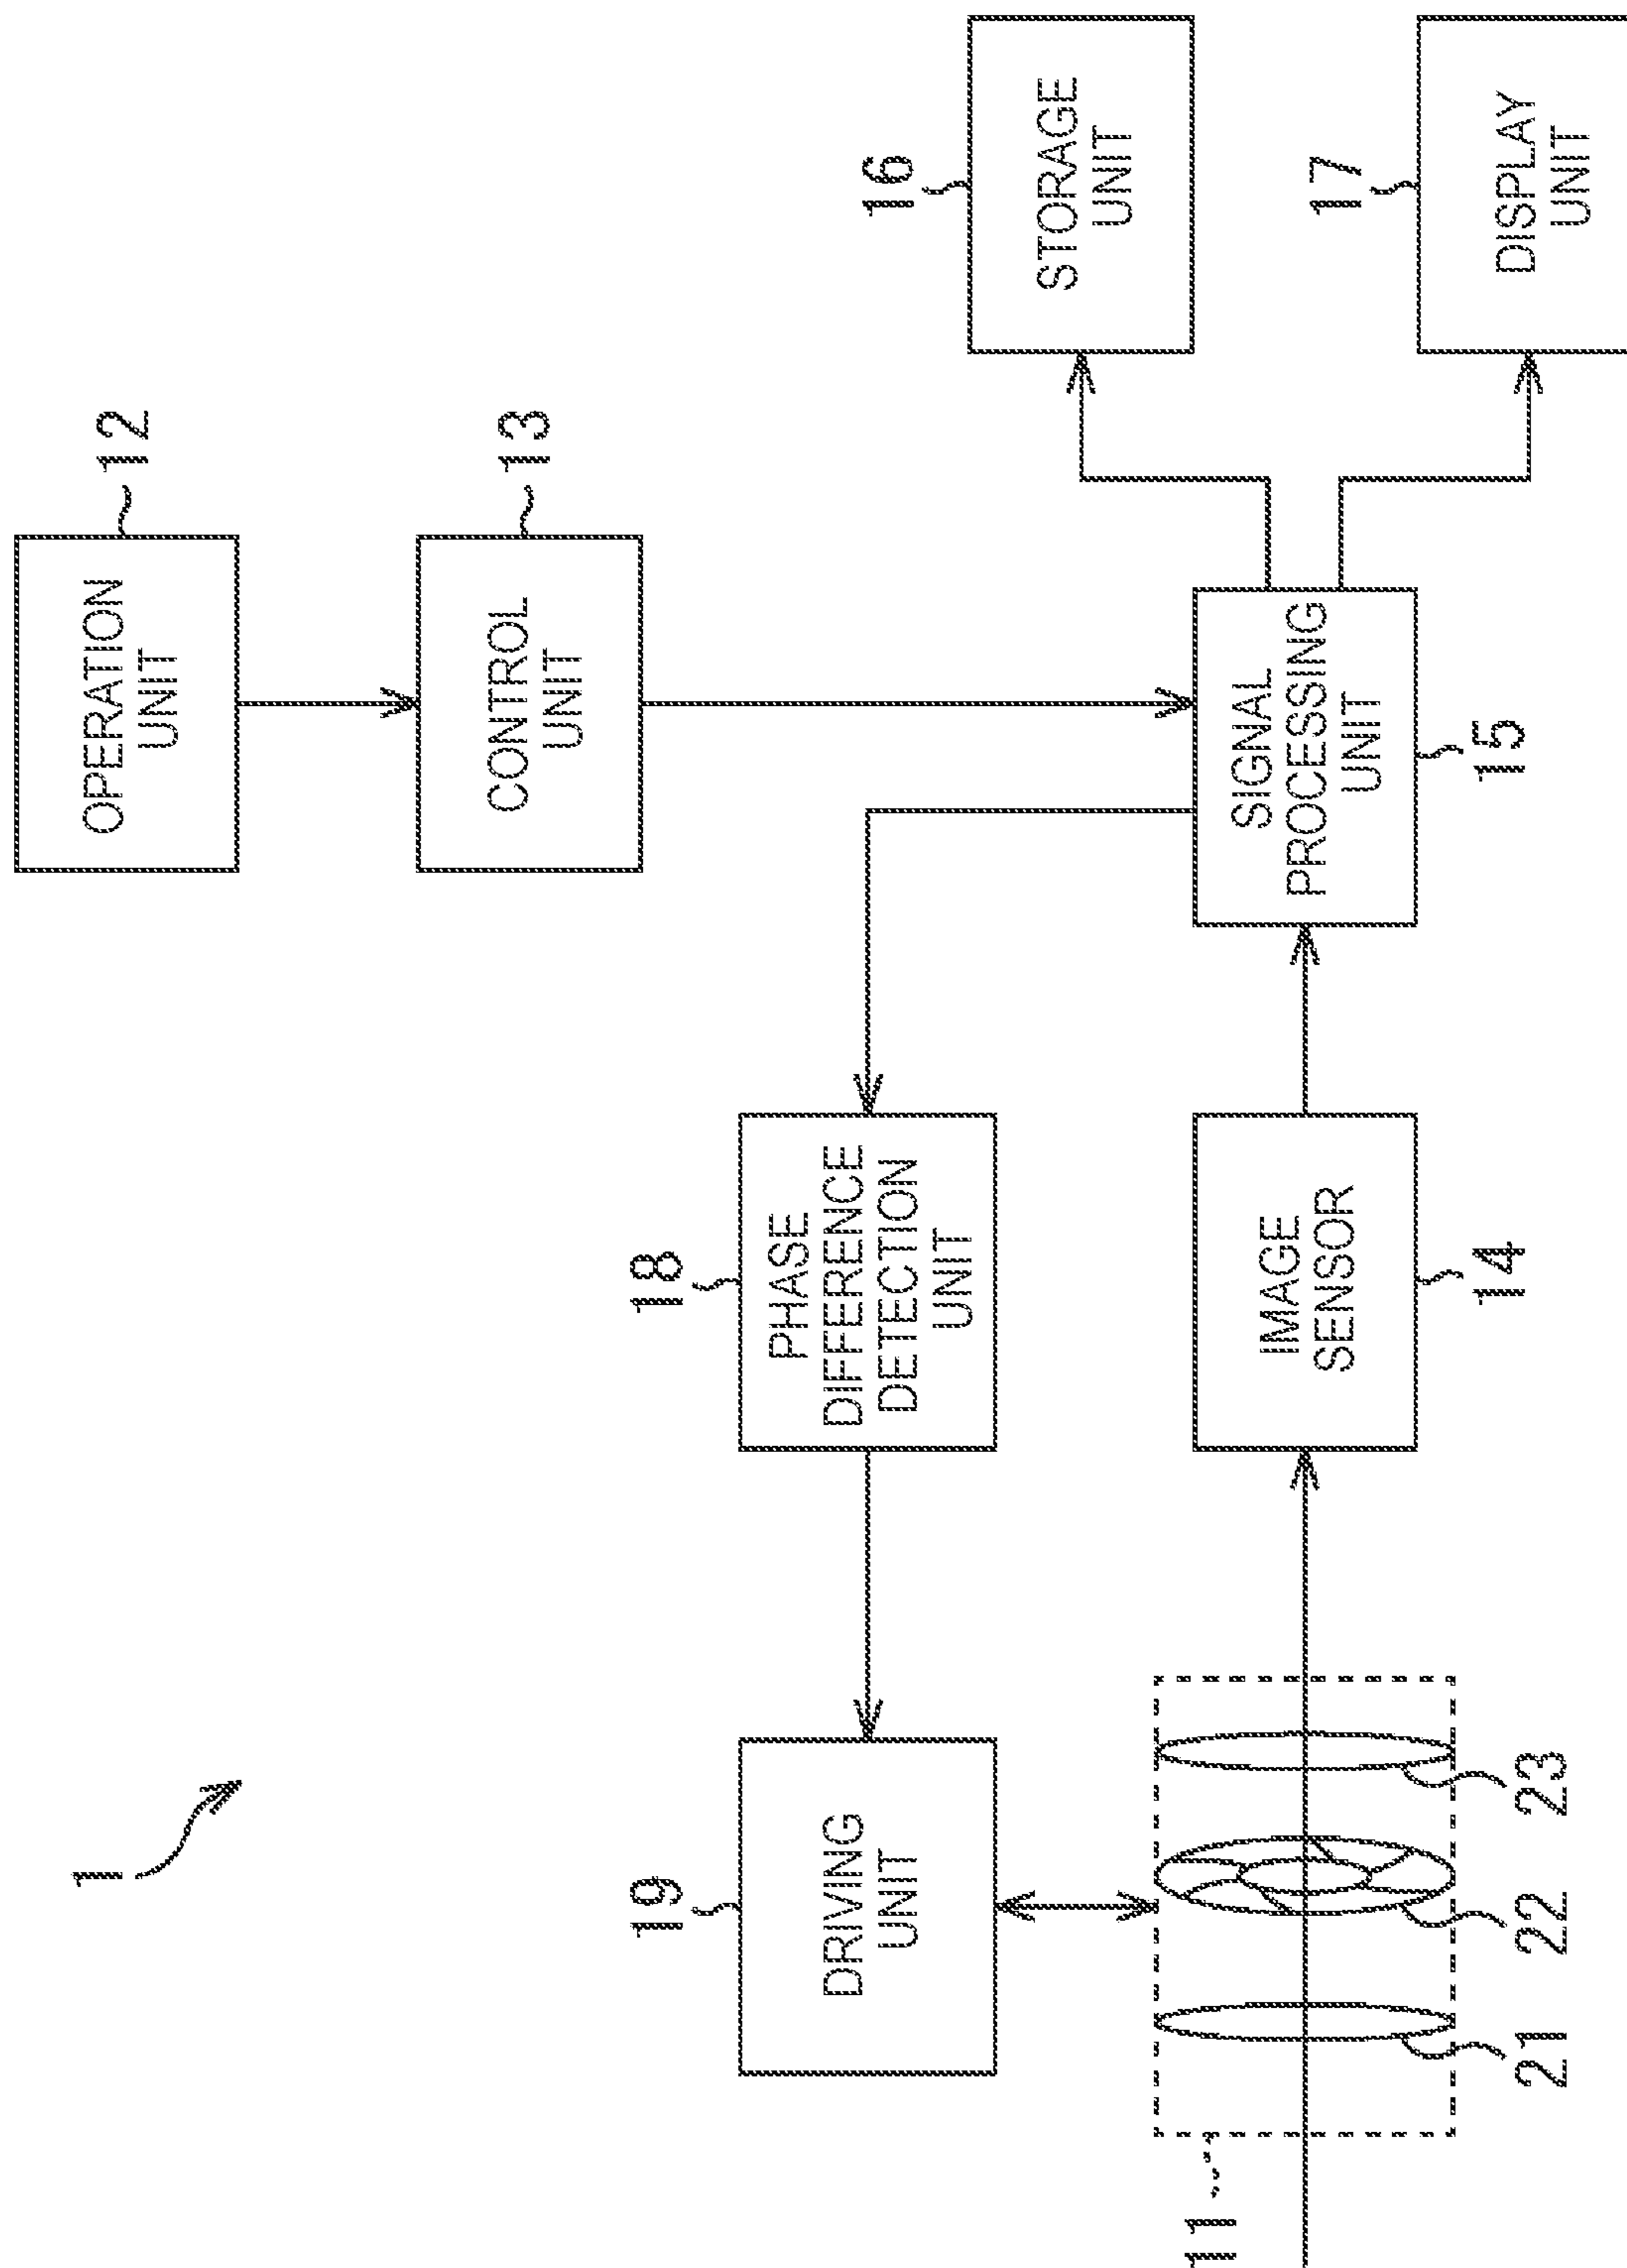 1
OPERATION
UNIT
12
CONTROL
UNIT
13
19
DRIVING
UNIT
18
PHASE
DIFFERENCE
DETECTION
UNIT
16
STORAGE
UNIT
11
21
22
23
IMAGE
SENSOR
14
SIGNAL
PROCESSING
UNIT
15
17
DISPLAY
UNIT